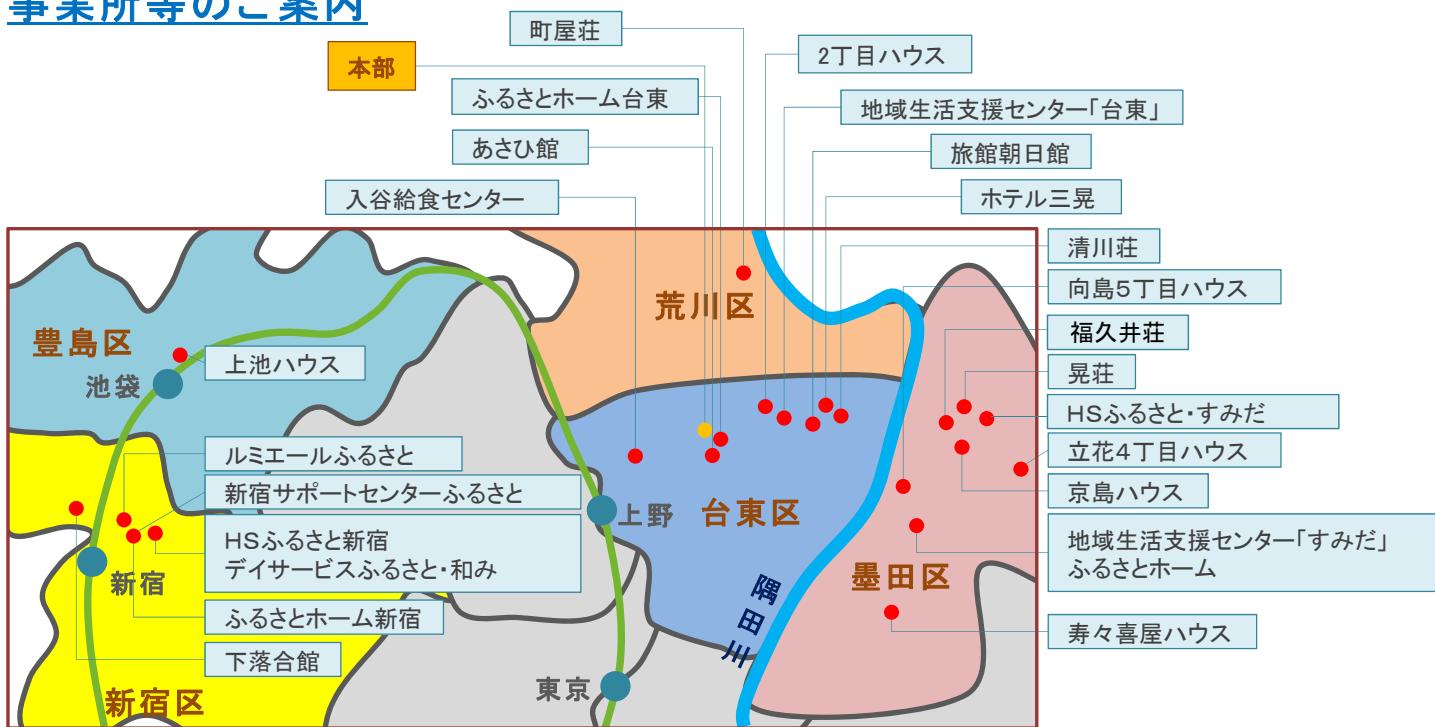 事業所等のご案内
町屋荘
本部
2丁目ハウス
ふるさとホーム台東
地域生活支援センター「台東」
あさひ館
旅館朝日館
入谷給食センター
ホテル三晃
清川荘
向島5丁目ハウス
福久井荘
晃荘
HSふるさと・すみだ
立花4丁目ハウス
京島ハウス
地域生活支援センター「すみだ」
ふるさとホーム
寿々喜屋ハウス
荒川区
豊島区
池袋
上池ハウス
ルミエールふるさと
新宿サポートセンターふるさと
HSふるさと新宿
デイサービスふるさと・和み
ふるさとホーム新宿
下落合館
新宿
新宿区
上野
台東区
隅田川
墨田区
東京